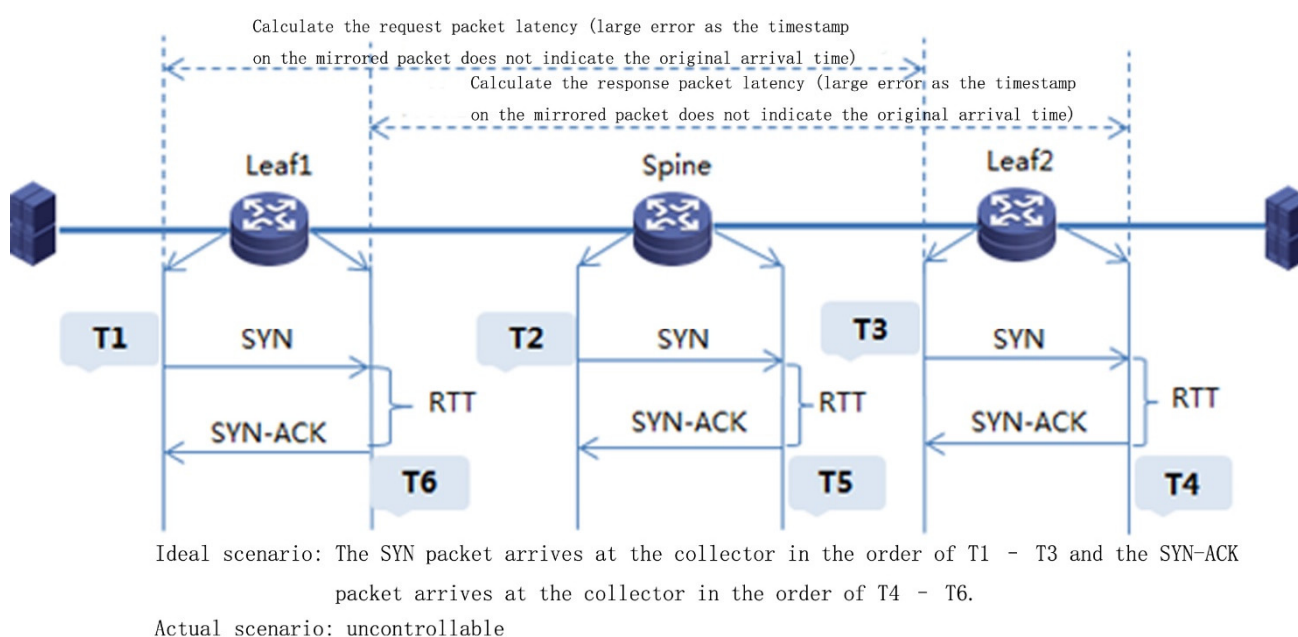 Calculate the request packet latency (large error as the timestamp
on the mirrored packet does not indicate the original arrival time)
Calculate the response packet latency (large error as the timestamp
on the mirrored packet does not indicate the original arrival time)
Leaf1
Spine
Leaf2
T1
SYN
T2
SYN
T3
SYN
RTT
RTT
RTT
SYN-ACK
SYN-ACK
SYN-ACK
T6
T5
T4
Ideal scenario: The SYN packet arrives at the collector in the order of T1 – T3 and the SYN-ACK
packet arrives at the collector in the order of T4 – T6.
Actual scenario: uncontrollable